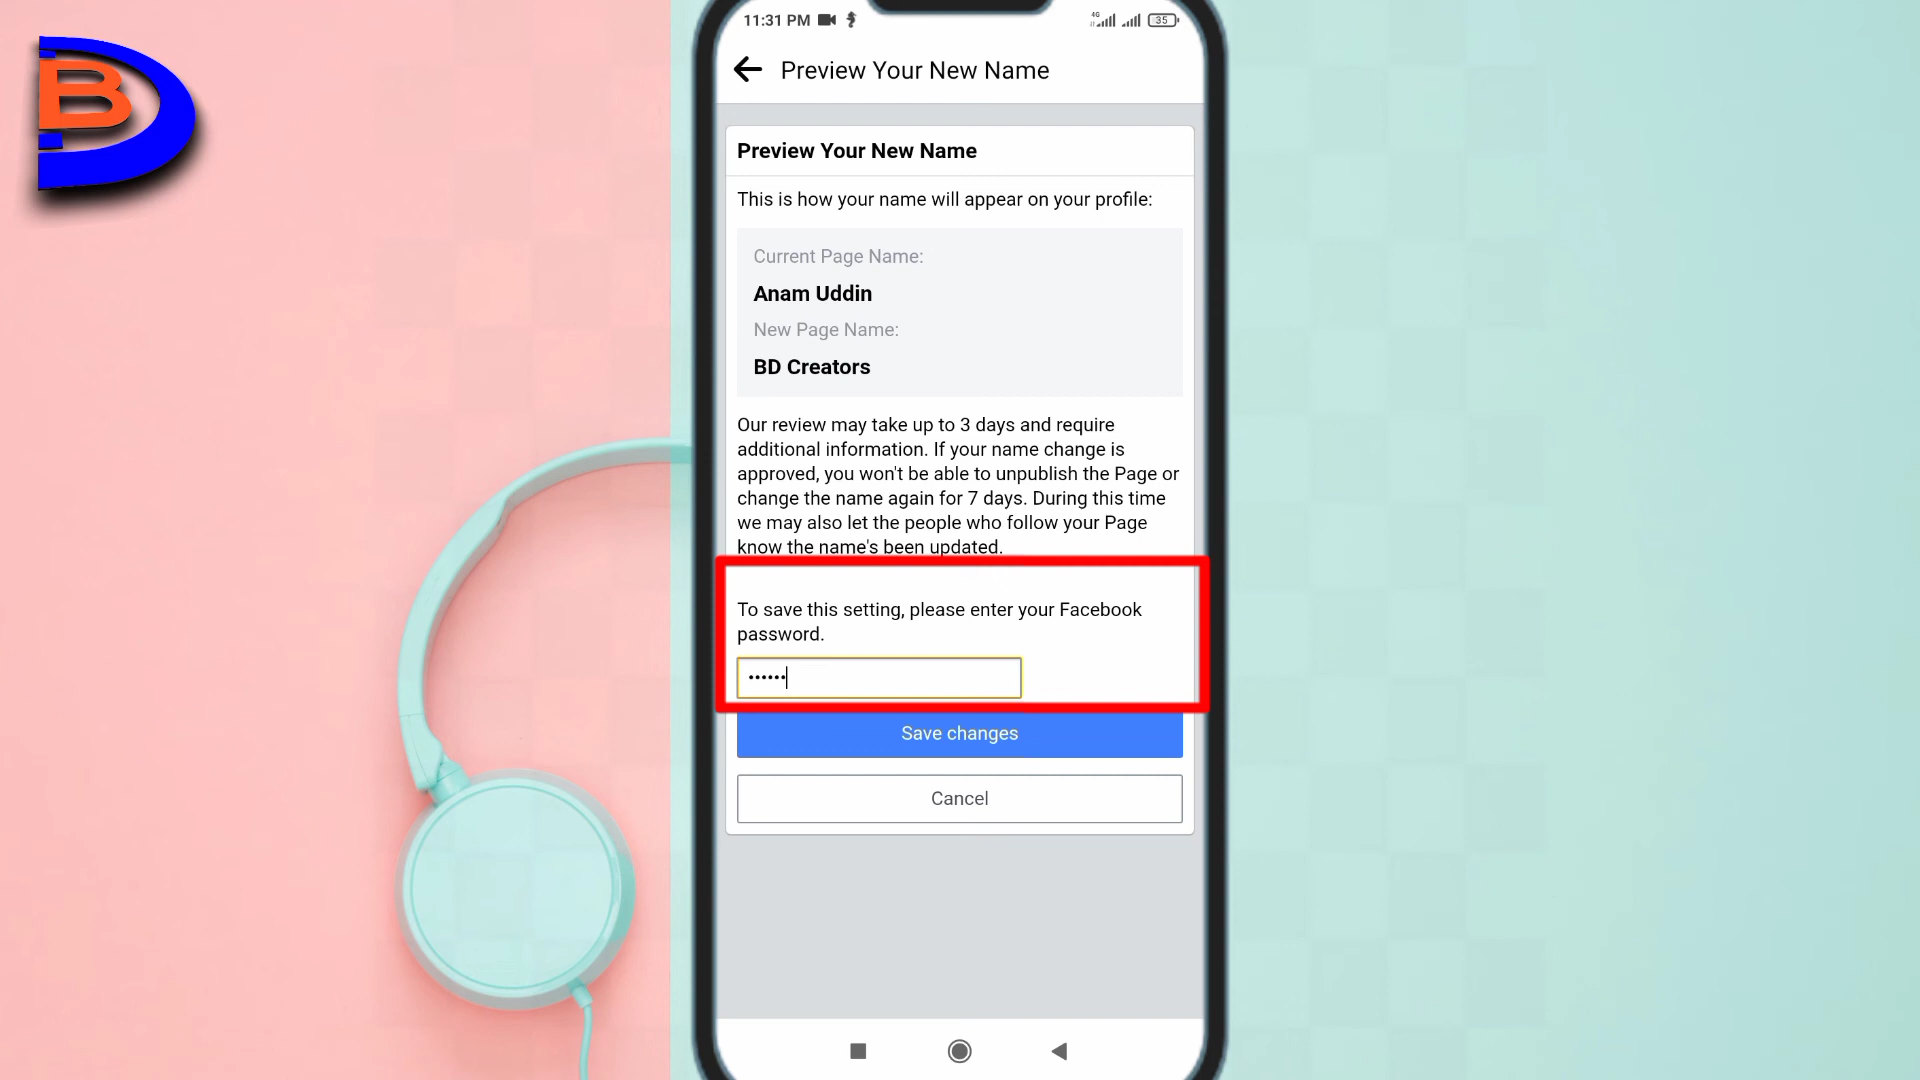 BD
11:31 PM
4G
35
Preview Your New Name
Preview Your New Name
This is how your name will appear on your profile:
Current Page Name:
Anam Uddin
New Page Name:
BD Creators
Our review may take up to 3 days and require
additional information. If your name change is
approved, you won't be able to unpublish the Page or
change the name again for 7 days. During this time
we may also let the people who follow your Page
know the name's been updated.
To save this setting, please enter your Facebook
password.
••••••
Save changes
Cancel